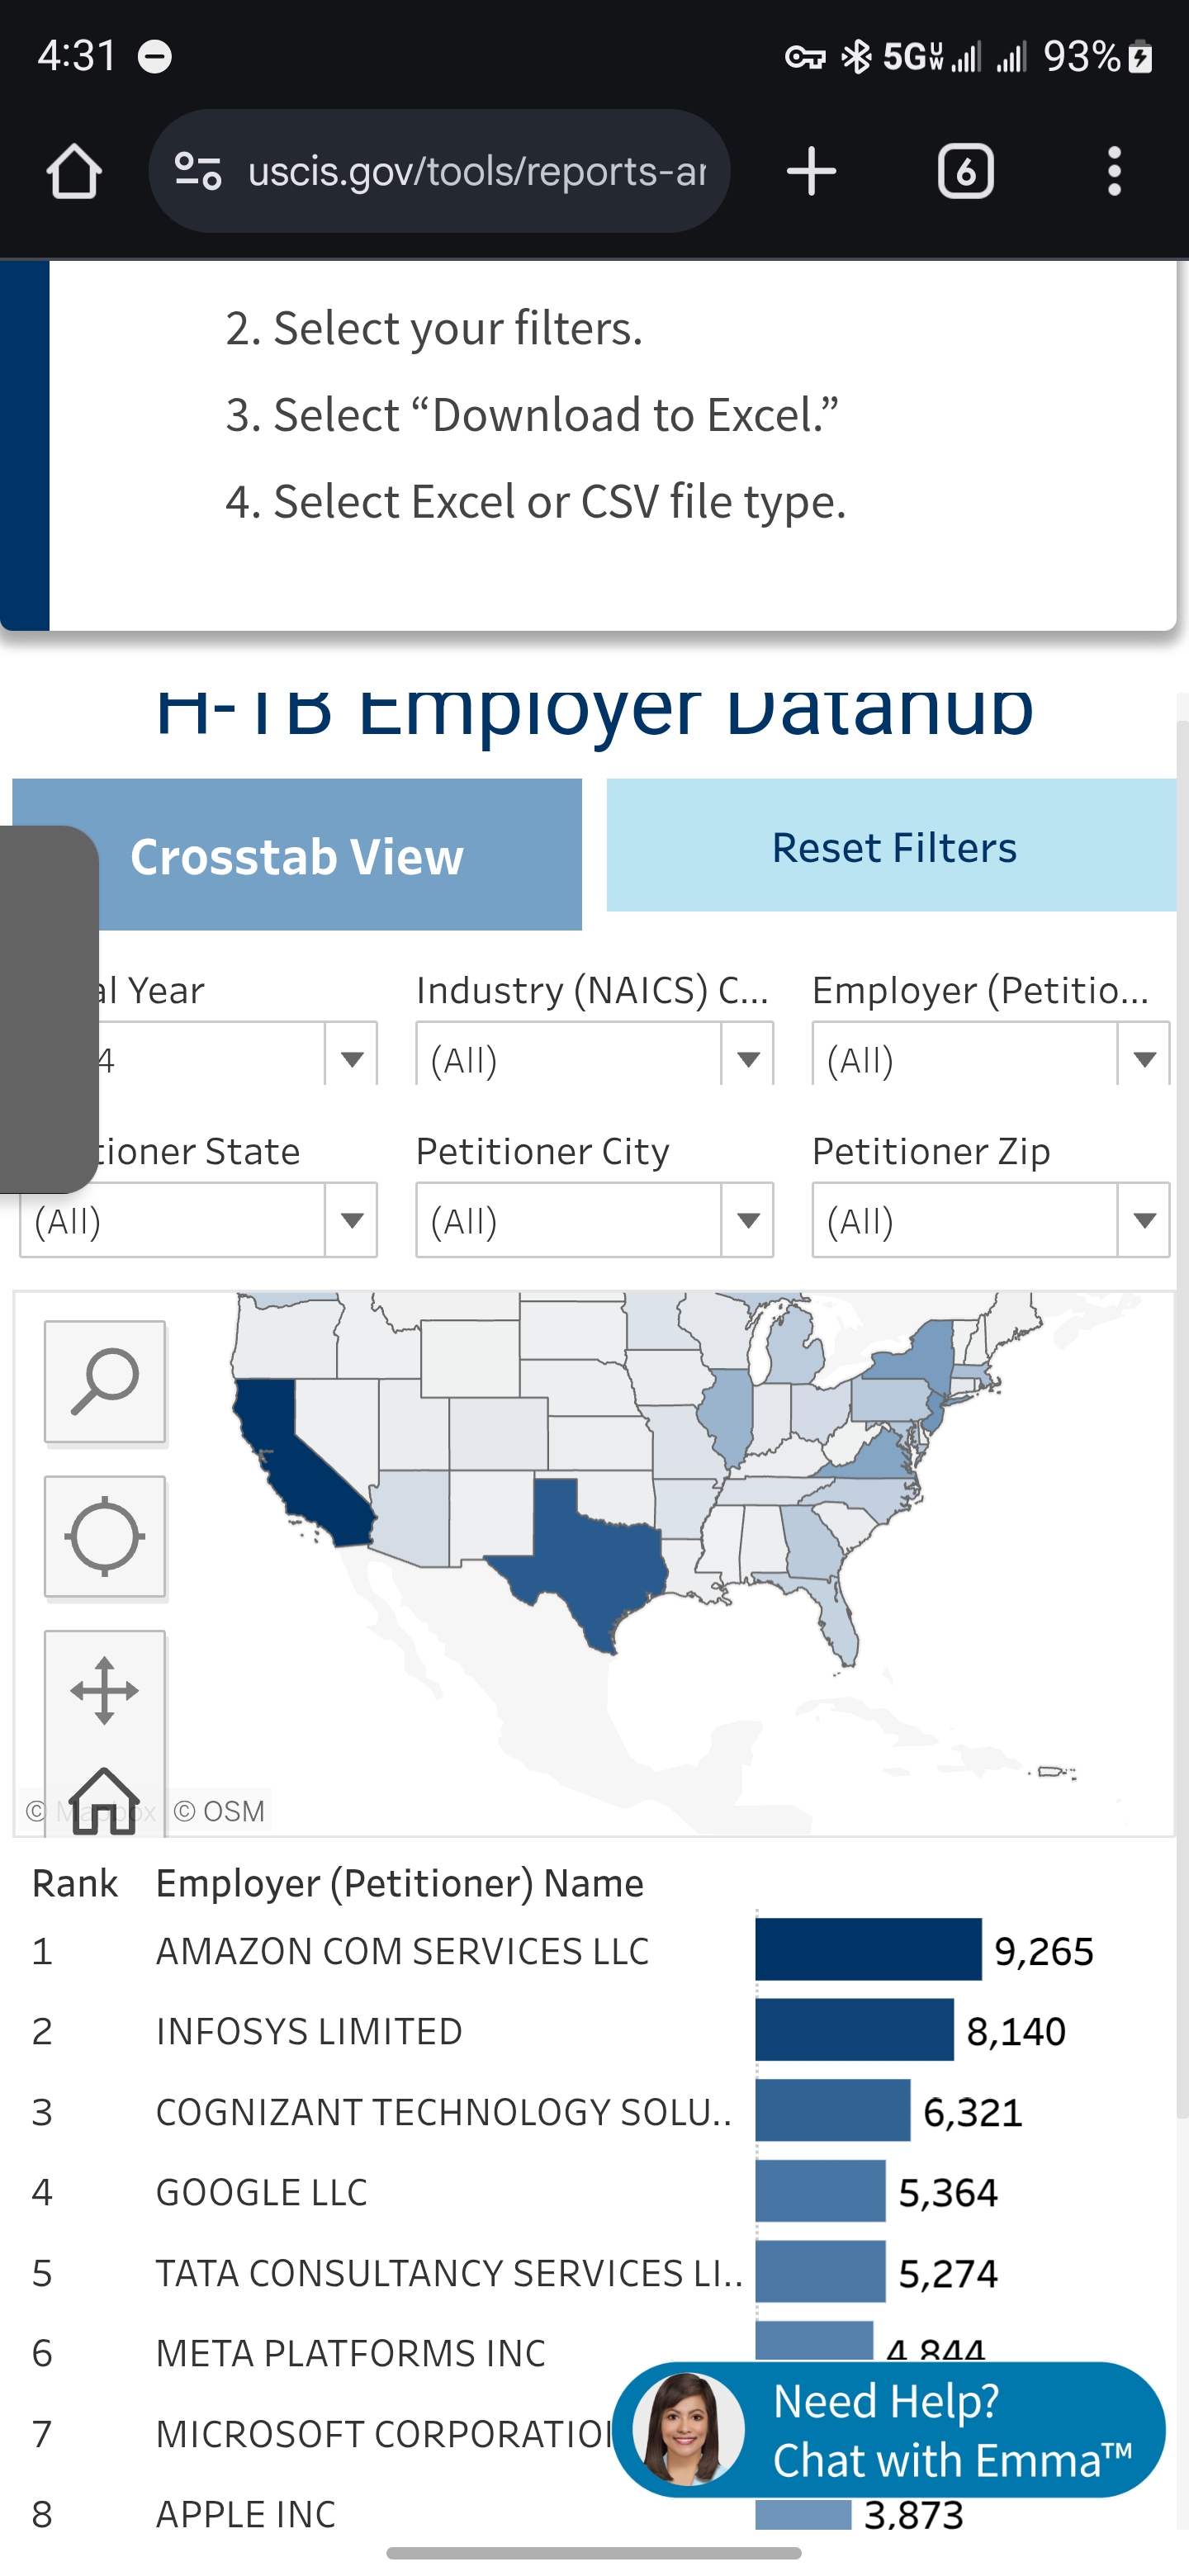 4:31
5G UW 93%
uscis.gov/tools/reports-ar
6
2. Select your filters.
3. Select “Download to Excel.”
4. Select Excel or CSV file type.
H-1B Employer Datahub
Crosstab View
Reset Filters
al Year
Industry (NAICS) C...
Employer (Petitio...
4
(All)
(All)
tioner State
Petitioner City
Petitioner Zip
(All)
(All)
(All)
© Mapbox © OSM
Rank Employer (Petitioner) Name
1 AMAZON COM SERVICES LLC 9,265
2 INFOSYS LIMITED 8,140
3 COGNIZANT TECHNOLOGY SOLU.. 6,321
4 GOOGLE LLC 5,364
5 TATA CONSULTANCY SERVICES LI.. 5,274
6 META PLATFORMS INC 4,844
7 MICROSOFT CORPORATIO
Need Help?
Chat with Emma™
8 APPLE INC 3,873